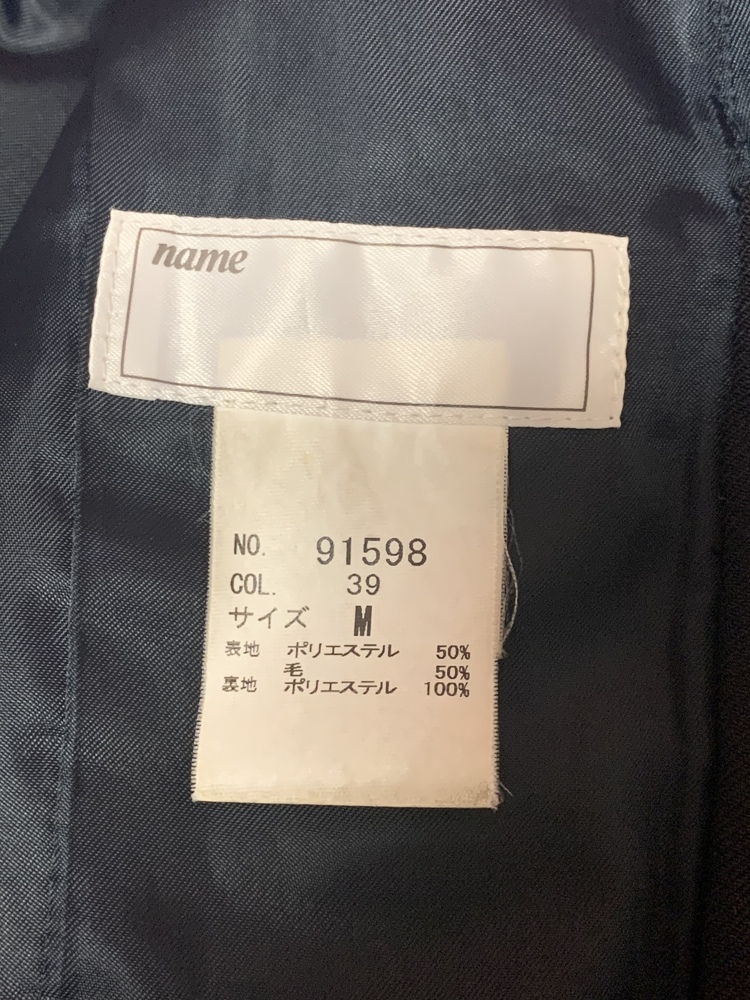 name
NO. 91598
COL. 39
サイズ M
表地 ポリエステル 50%
毛 50%
裏地 ポリエステル 100%